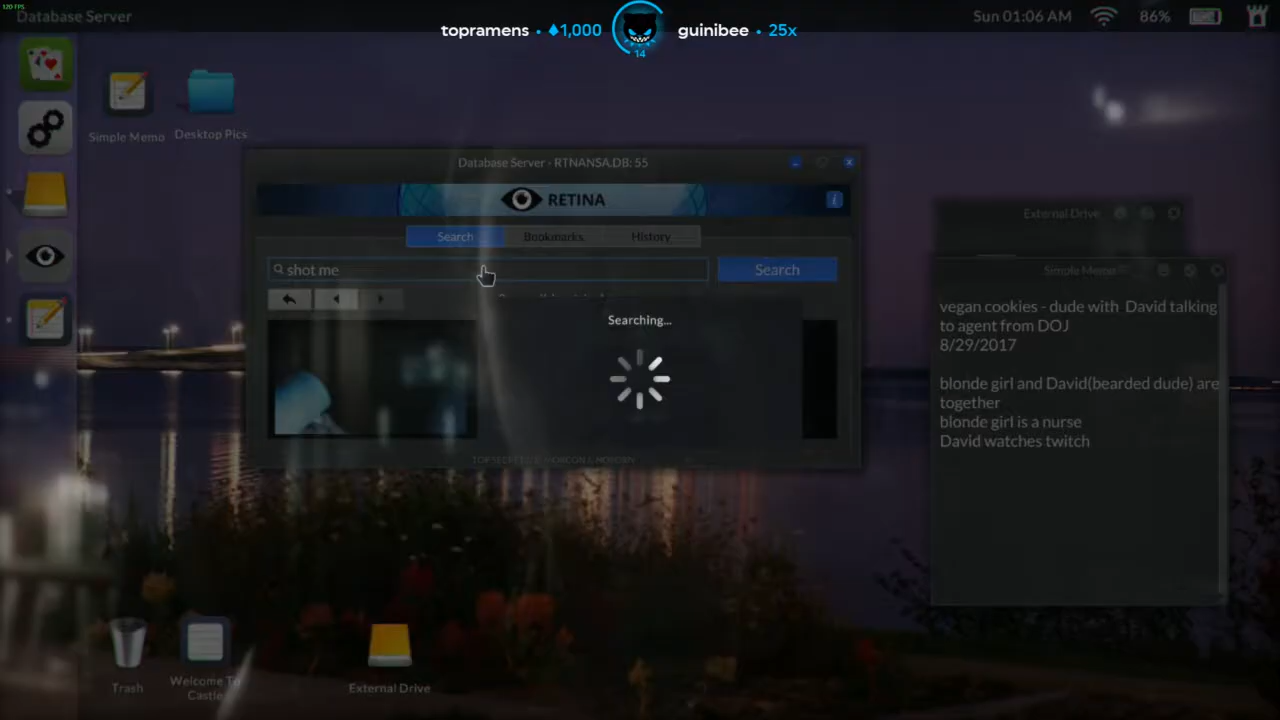 120 FPS
Database Server
topramens • 1,000
14
guinibee • 25x
Sun 01:06 AM
86%
Simple Memo
Desktop Pics
Database Server - RTNANSA.DB: 55
RETINA
i
Search
Bookmarks
History
shot me
Search
Searching...
External Drive
Simple Memo
vegan cookies - dude with David talking
to agent from DOJ
8/29/2017
blonde girl and David(bearded dude) are
together
blonde girl is a nurse
David watches twitch
Trash
Welcome To
Castle
External Drive